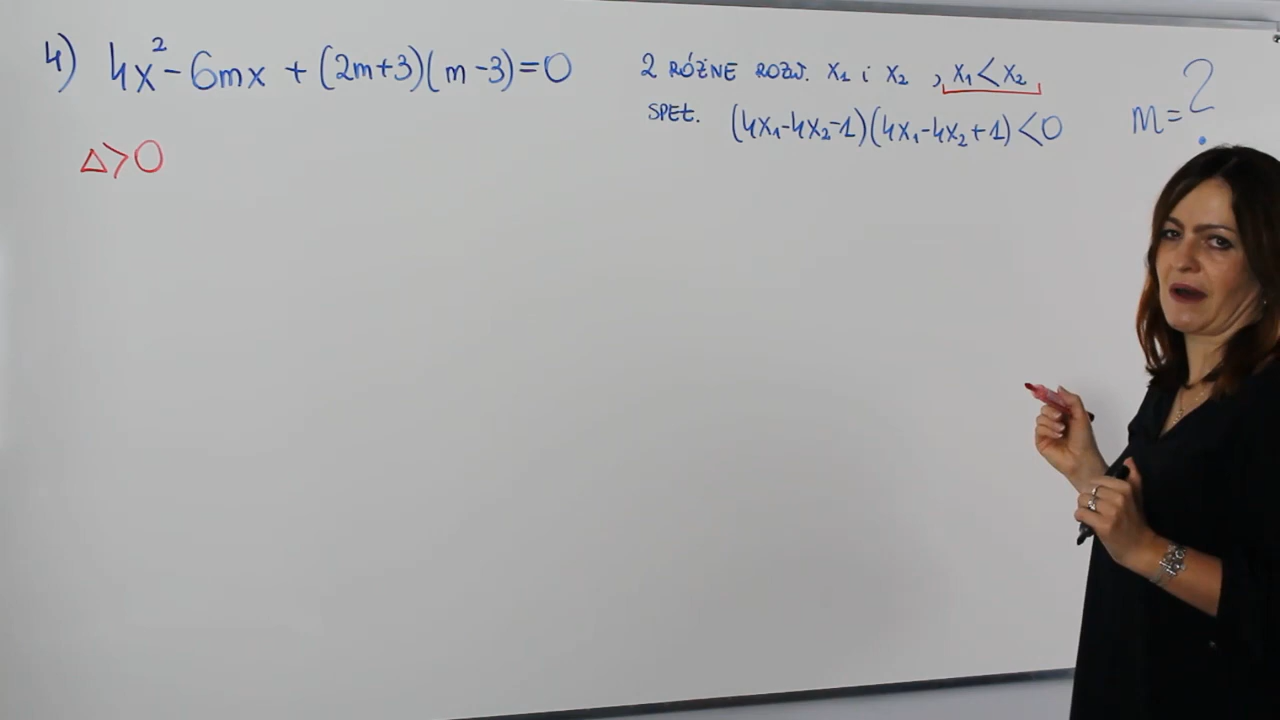 4) 4x²-6mx + (2m+3)(m-3)=0
2 RÓŻNE ROZW. x₁ i x₂ , x₁<x₂
SPEŁ. (4x₁-4x₂-1)(4x₁-4x₂+1)<0
m=?
Δ>0